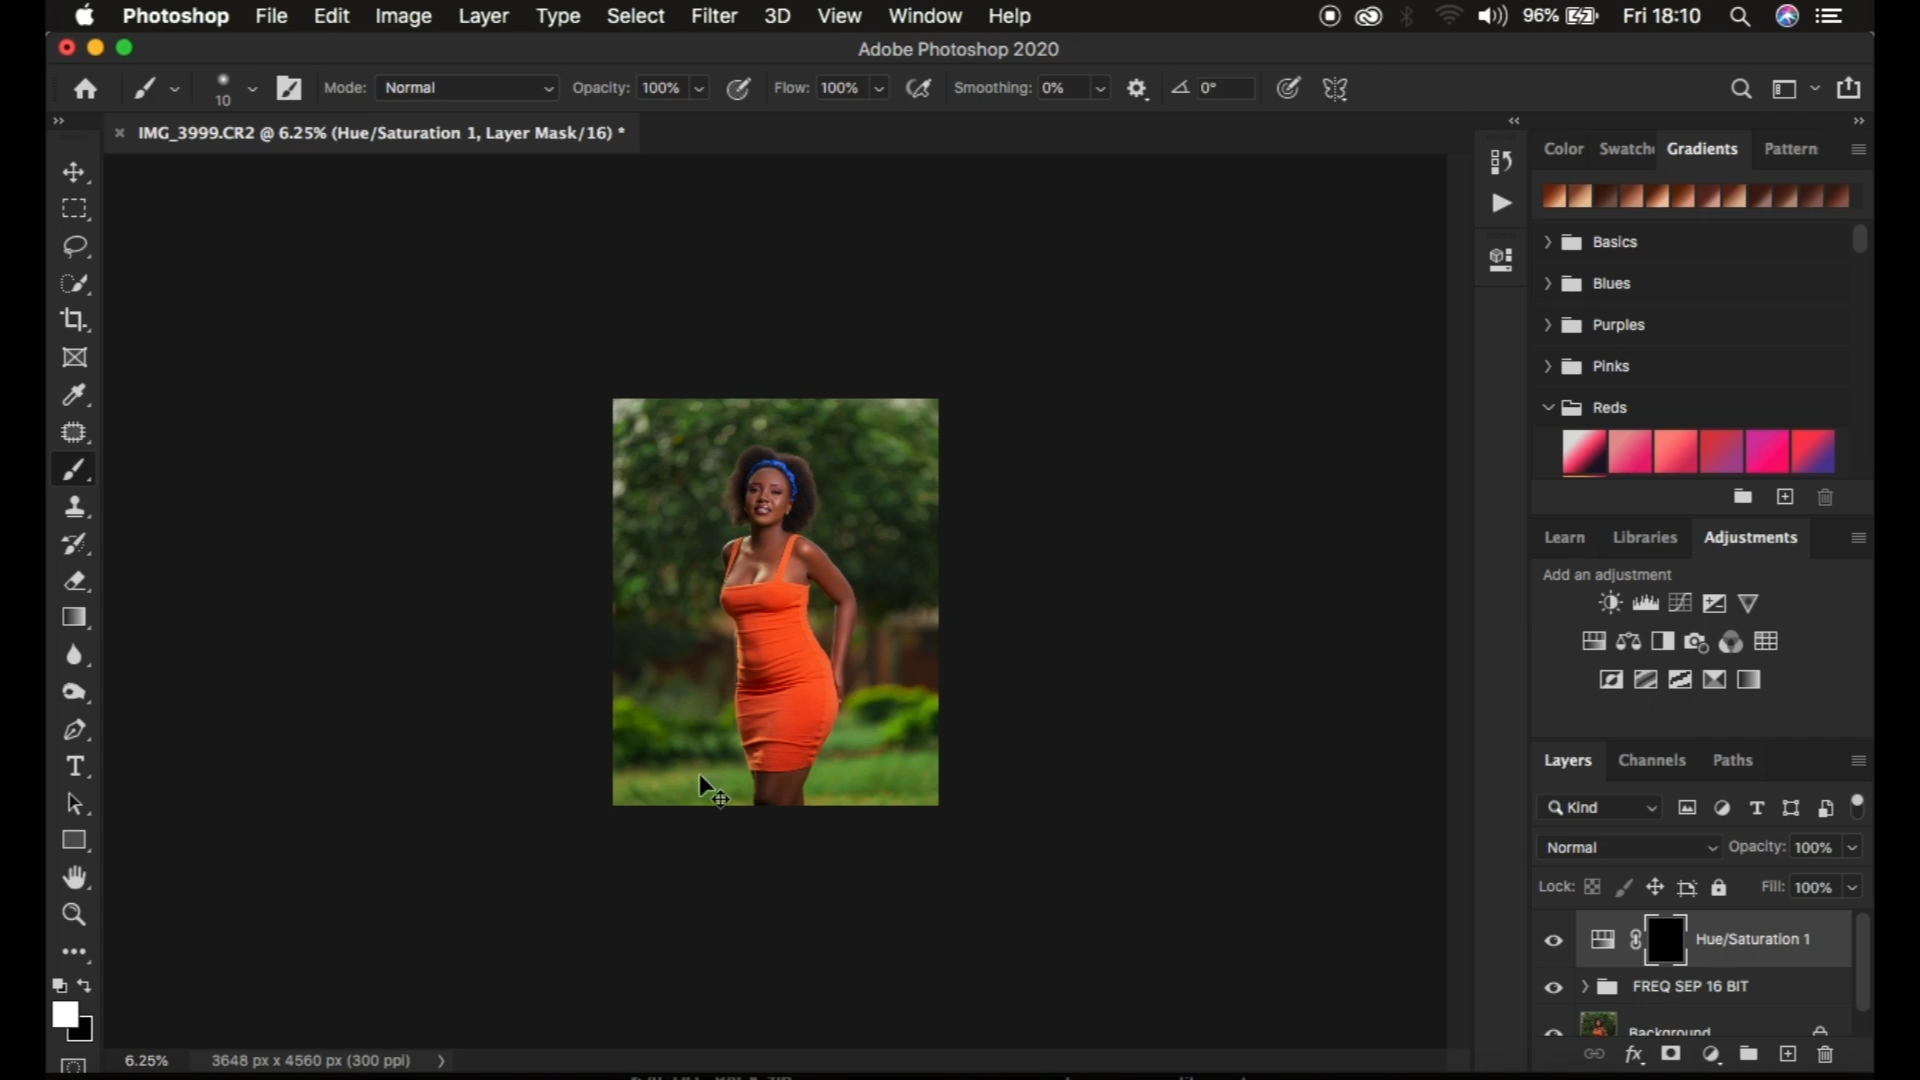 Photoshop File Edit Image Layer Type Select Filter 3D View Window Help 96% Fri 18:10
Adobe Photoshop 2020
10 Mode: Normal Opacity: 100% Flow: 100% Smoothing: 0% 0°
IMG_3999.CR2 @ 6.25% (Hue/Saturation 1, Layer Mask/16) *
Color Swatche Gradients Pattern
Basics
Blues
Purples
Pinks
Reds
Learn Libraries Adjustments
Add an adjustment
Layers Channels Paths
Kind
Normal Opacity: 100%
Lock: Fill: 100%
Hue/Saturation 1
FREQ SEP 16 BIT
Background
fx
6.25% 3648 px x 4560 px (300 ppi)